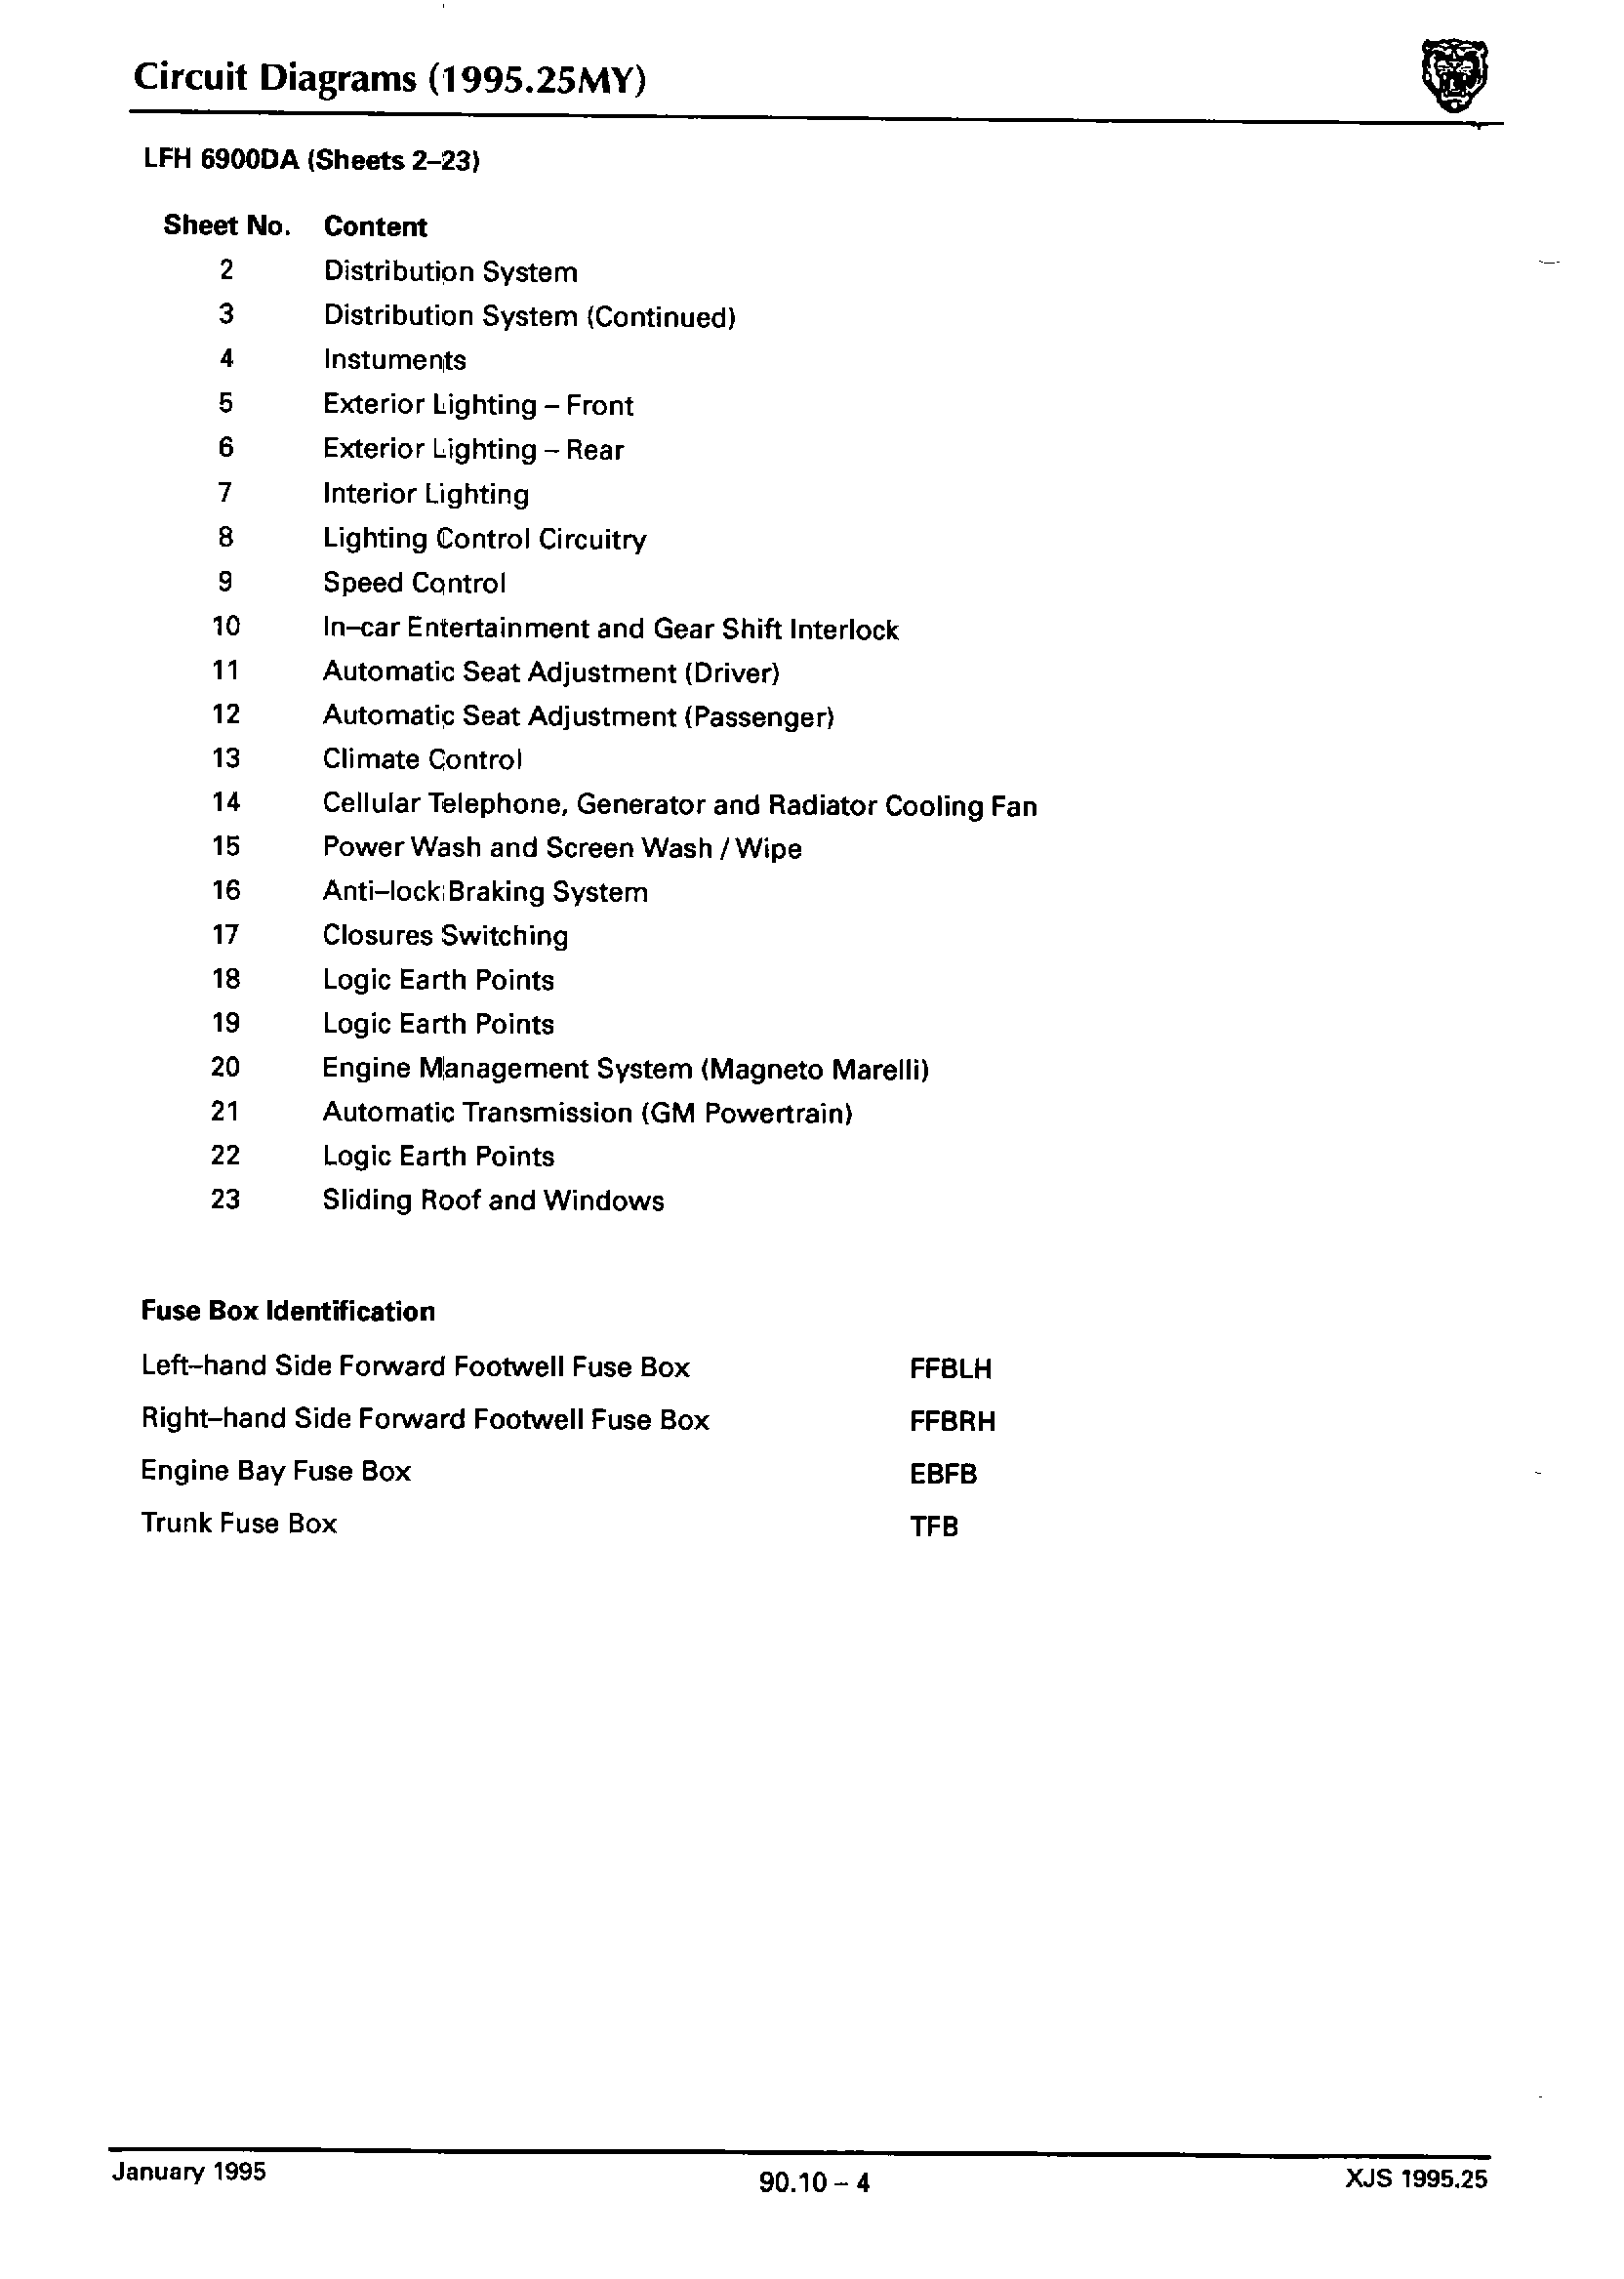 Circuit Diagrams (1995.25MY)
LFH 6900DA (Sheets 2–23)
Sheet No. Content
2 Distribution System
3 Distribution System (Continued)
4 Instuments
5 Exterior Lighting – Front
6 Exterior Lighting – Rear
7 Interior Lighting
8 Lighting Control Circuitry
9 Speed Control
10 In–car Entertainment and Gear Shift Interlock
11 Automatic Seat Adjustment (Driver)
12 Automatic Seat Adjustment (Passenger)
13 Climate Control
14 Cellular Telephone, Generator and Radiator Cooling Fan
15 Power Wash and Screen Wash / Wipe
16 Anti–lock Braking System
17 Closures Switching
18 Logic Earth Points
19 Logic Earth Points
20 Engine Management System (Magneto Marelli)
21 Automatic Transmission (GM Powertrain)
22 Logic Earth Points
23 Sliding Roof and Windows
Fuse Box Identification
Left–hand Side Forward Footwell Fuse Box FFBLH
Right–hand Side Forward Footwell Fuse Box FFBRH
Engine Bay Fuse Box EBFB
Trunk Fuse Box TFB
January 1995 90.10 – 4 XJS 1995.25